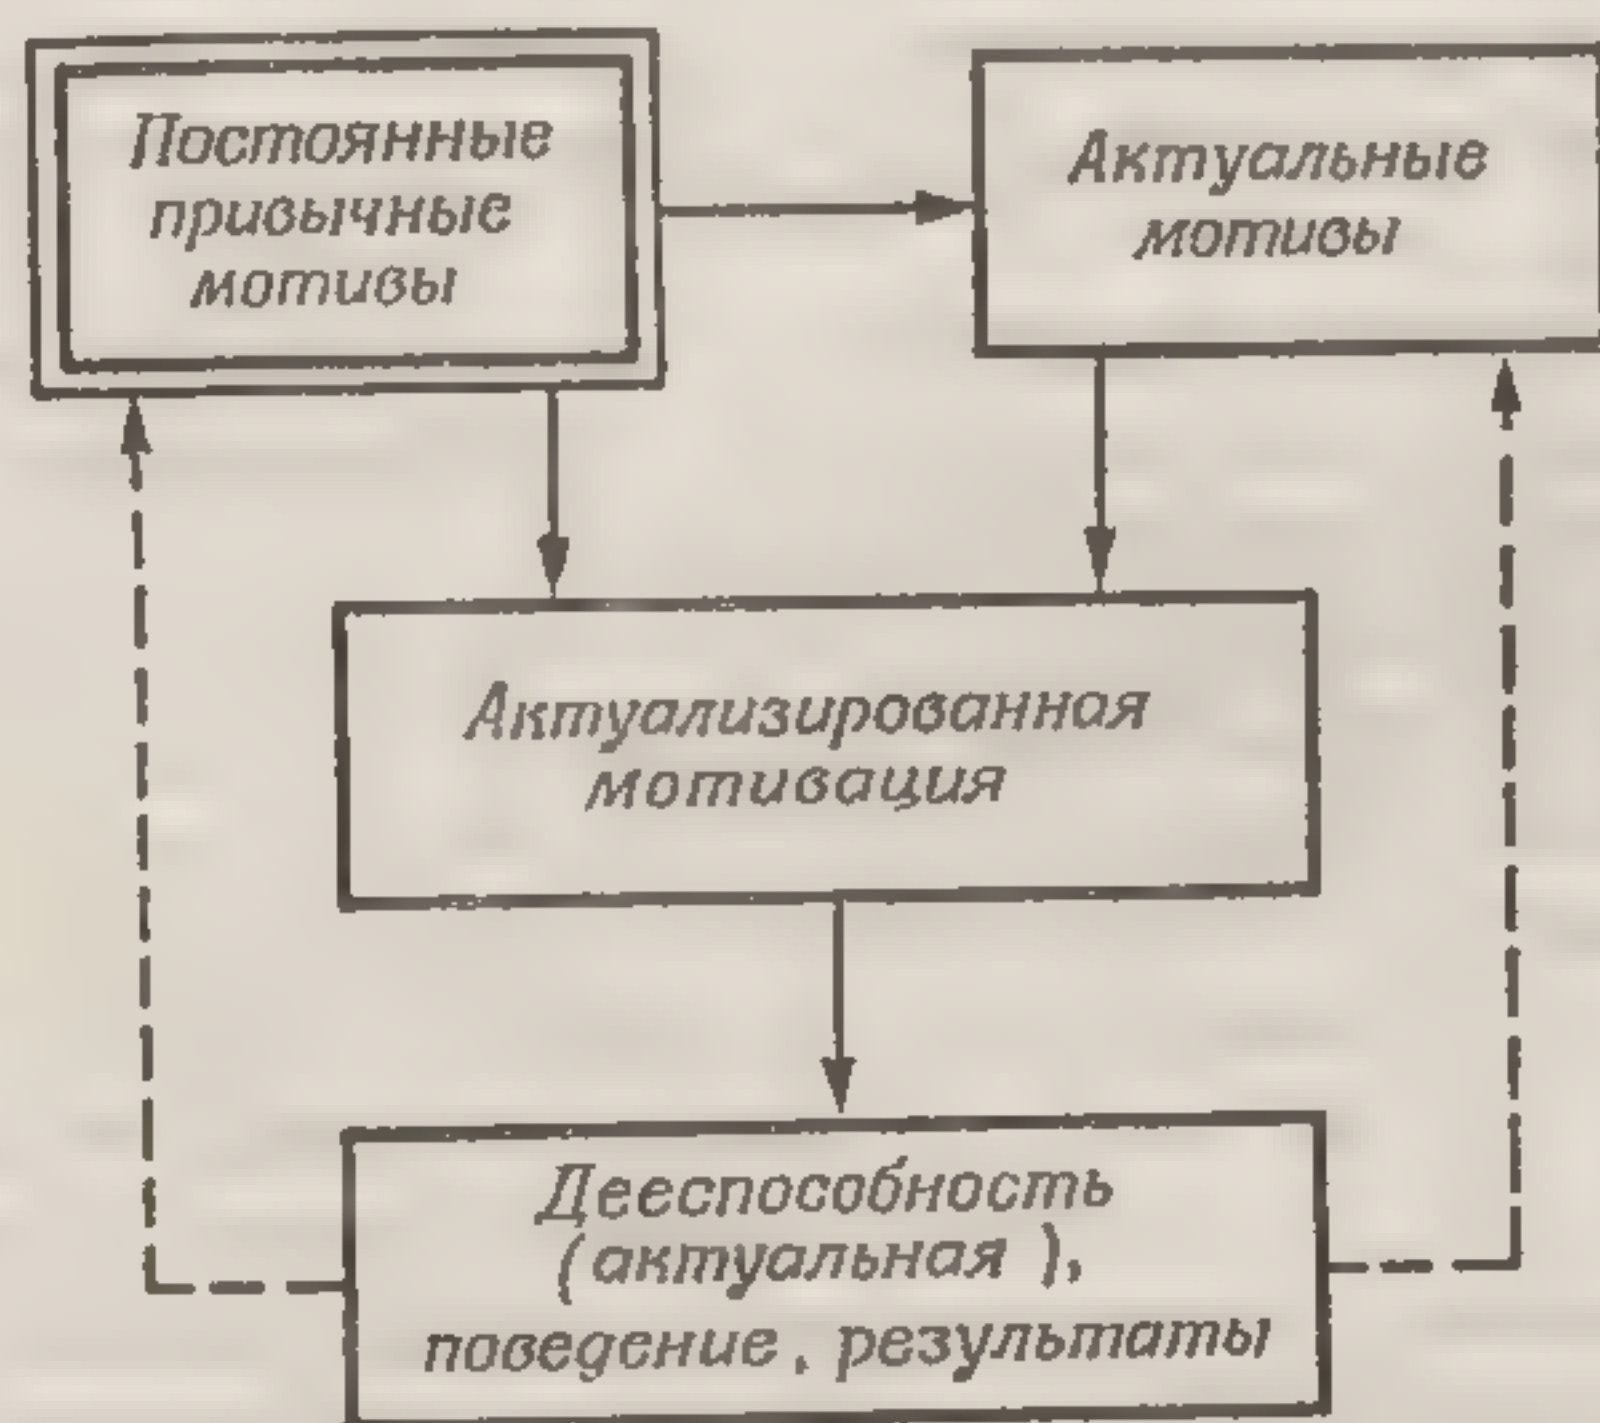 Постоянные
привычные
мотивы
Актуальные
мотивы
Актуализированная
мотивация
Дееспособность
(актуальная),
поведение, результаты